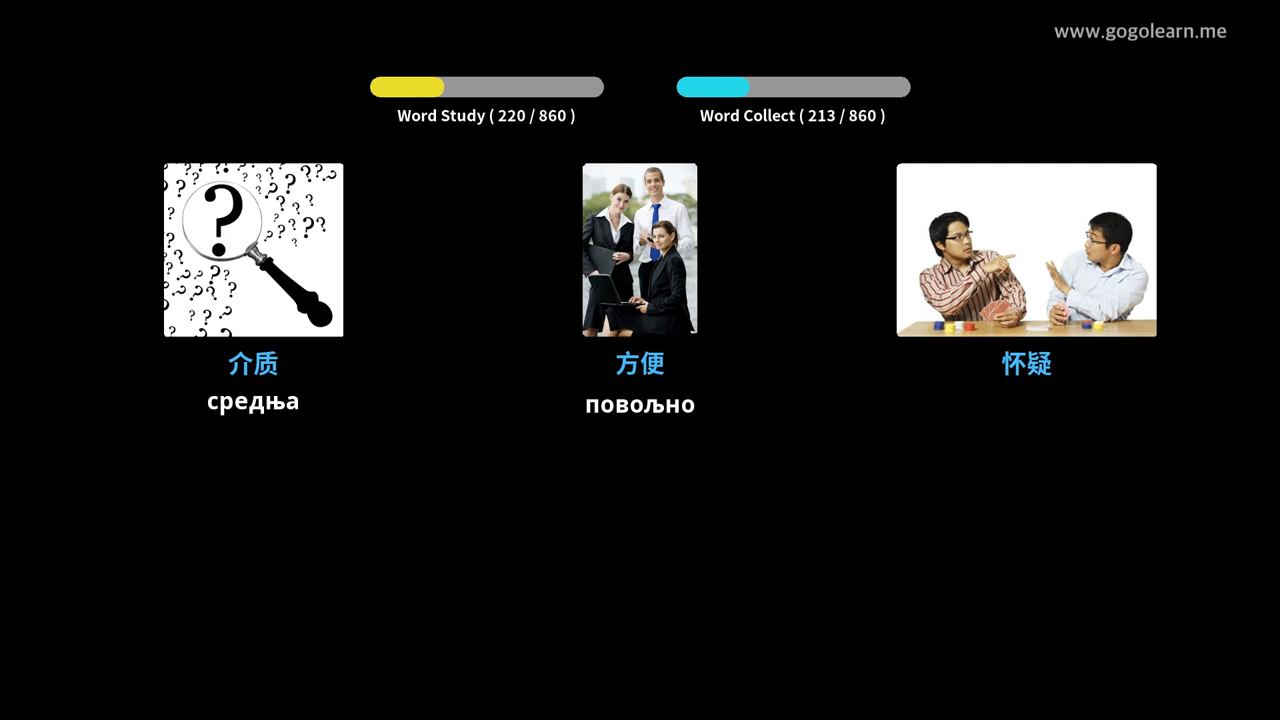 www.gogolearn.me
Word Study ( 220 / 860 )
Word Collect ( 213 / 860 )
介质
方便
怀疑
средња
повољно